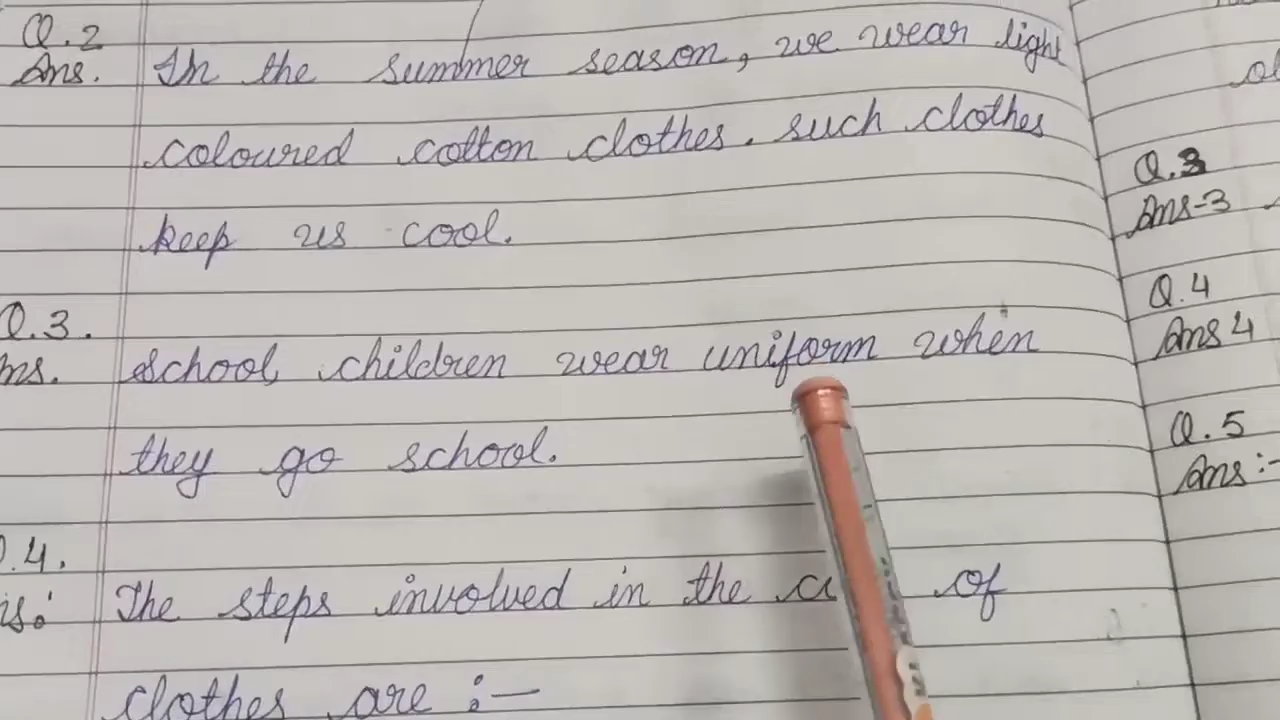 Q.2
Ans. In the summer season, we wear light
coloured cotton clothes. such clothes
keep us cool.
Q.3.
ns. school children wear uniform when
they go school.
.4.
is: The steps involved in the of
clothes are :-
Q.3
Ans-3
Q.4
Ans 4
Q.5
Ans :-